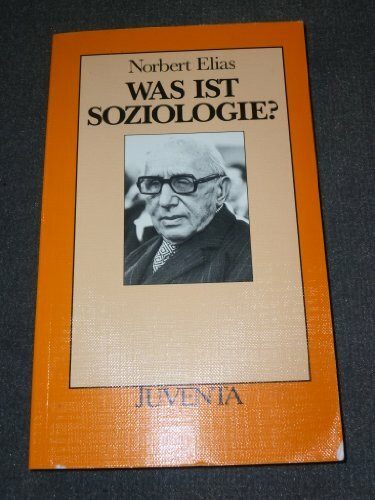 Norbert Elias
WAS IST
SOZIOLOGIE?
JUVENTA